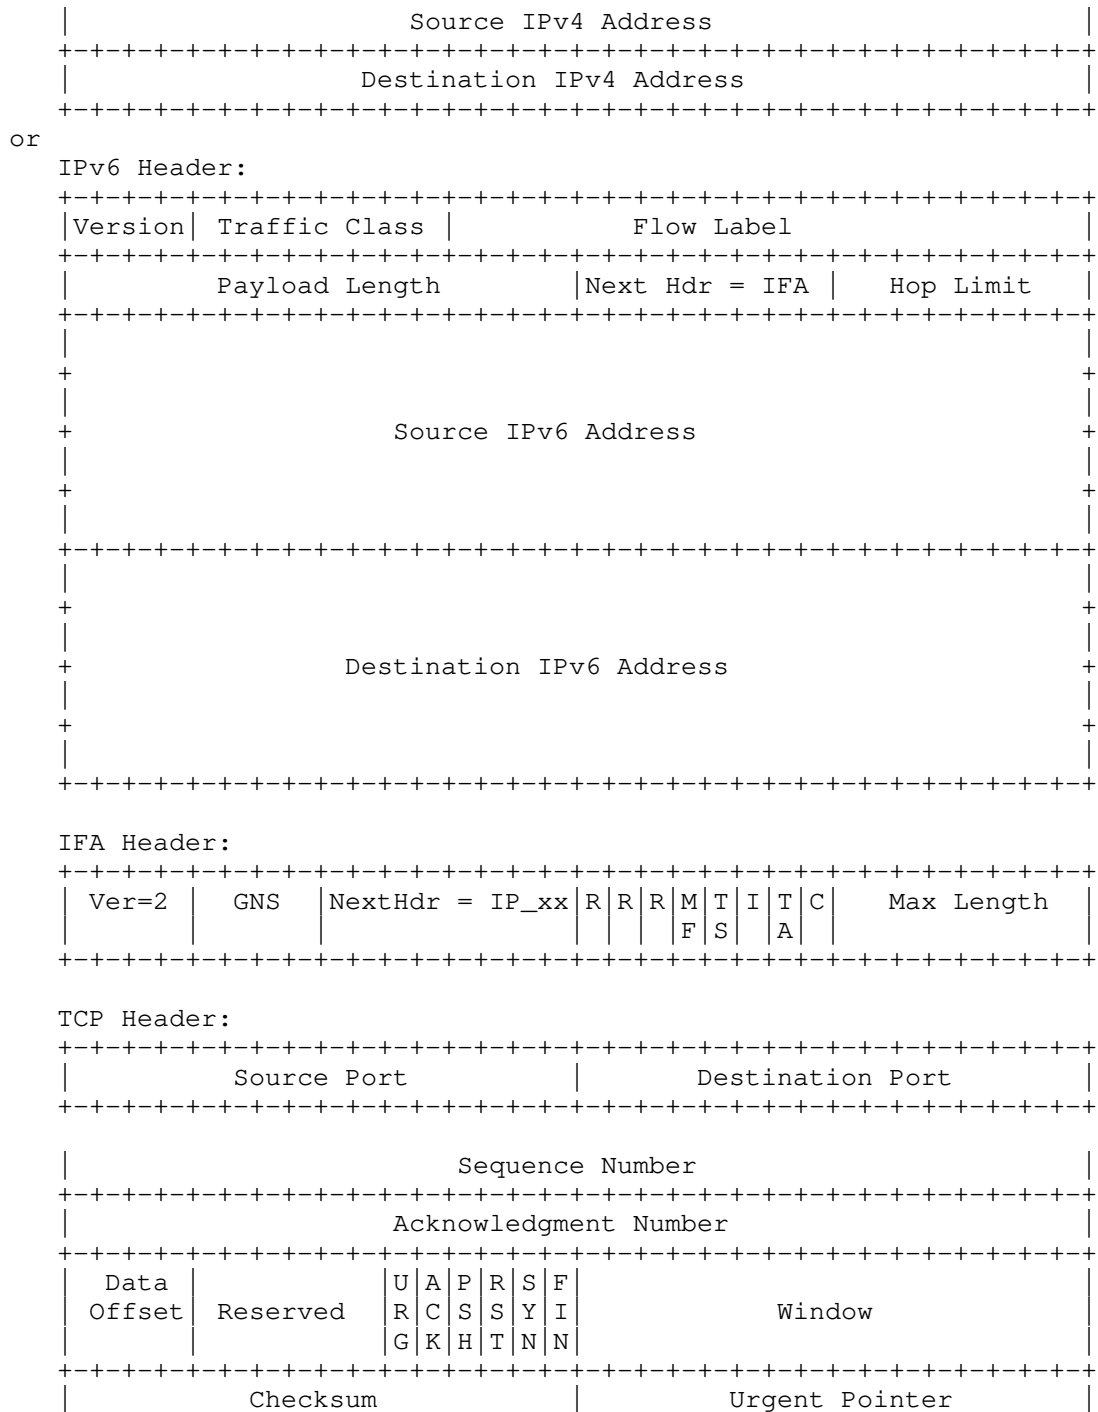 |                     Source IPv4 Address                       |
+-+-+-+-+-+-+-+-+-+-+-+-+-+-+-+-+-+-+-+-+-+-+-+-+-+-+-+-+-+-+-+-+
|                  Destination IPv4 Address                     |
+-+-+-+-+-+-+-+-+-+-+-+-+-+-+-+-+-+-+-+-+-+-+-+-+-+-+-+-+-+-+-+-+
or
IPv6 Header:
+-+-+-+-+-+-+-+-+-+-+-+-+-+-+-+-+-+-+-+-+-+-+-+-+-+-+-+-+-+-+-+-+
|Version| Traffic Class |           Flow Label                  |
+-+-+-+-+-+-+-+-+-+-+-+-+-+-+-+-+-+-+-+-+-+-+-+-+-+-+-+-+-+-+-+-+
|         Payload Length        |Next Hdr = IFA |   Hop Limit   |
+-+-+-+-+-+-+-+-+-+-+-+-+-+-+-+-+-+-+-+-+-+-+-+-+-+-+-+-+-+-+-+-+
|                                                               |
+                                                               +
|                                                               |
+                    Source IPv6 Address                        +
|                                                               |
+                                                               +
|                                                               |
+-+-+-+-+-+-+-+-+-+-+-+-+-+-+-+-+-+-+-+-+-+-+-+-+-+-+-+-+-+-+-+-+
|                                                               |
+                                                               +
|                                                               |
+                 Destination IPv6 Address                      +
|                                                               |
+                                                               +
|                                                               |
+-+-+-+-+-+-+-+-+-+-+-+-+-+-+-+-+-+-+-+-+-+-+-+-+-+-+-+-+-+-+-+-+
IFA Header:
+-+-+-+-+-+-+-+-+-+-+-+-+-+-+-+-+-+-+-+-+-+-+-+-+-+-+-+-+-+-+-+-+
| Ver=2 |  GNS  |NextHdr = IP_xx|R|R|R|M|T|I|T|C|   Max Length  |
|       |       |               | | | |F|S| |A| |               |
+-+-+-+-+-+-+-+-+-+-+-+-+-+-+-+-+-+-+-+-+-+-+-+-+-+-+-+-+-+-+-+-+
TCP Header:
+-+-+-+-+-+-+-+-+-+-+-+-+-+-+-+-+-+-+-+-+-+-+-+-+-+-+-+-+-+-+-+-+
|          Source Port          |       Destination Port        |
+-+-+-+-+-+-+-+-+-+-+-+-+-+-+-+-+-+-+-+-+-+-+-+-+-+-+-+-+-+-+-+-+
|                        Sequence Number                        |
+-+-+-+-+-+-+-+-+-+-+-+-+-+-+-+-+-+-+-+-+-+-+-+-+-+-+-+-+-+-+-+-+
|                    Acknowledgment Number                      |
+-+-+-+-+-+-+-+-+-+-+-+-+-+-+-+-+-+-+-+-+-+-+-+-+-+-+-+-+-+-+-+-+
|  Data |           |U|A|P|R|S|F|                               |
| Offset| Reserved  |R|C|S|S|Y|I|            Window             |
|       |           |G|K|H|T|N|N|                               |
+-+-+-+-+-+-+-+-+-+-+-+-+-+-+-+-+-+-+-+-+-+-+-+-+-+-+-+-+-+-+-+-+
|           Checksum            |         Urgent Pointer        |